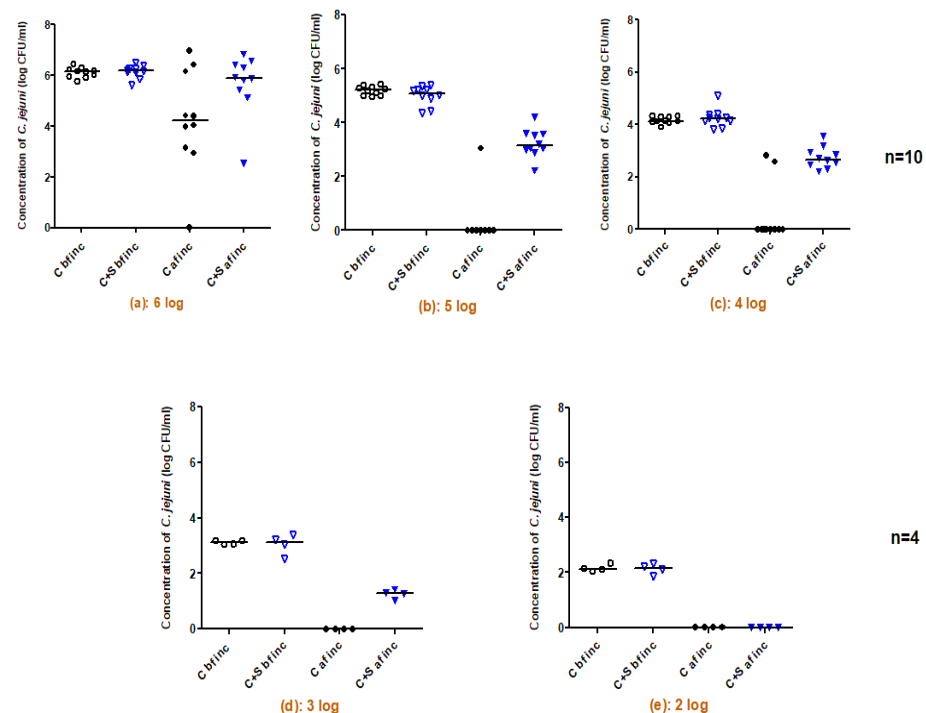 Concentration of C. jejuni (log CFU/ml)
8
6
4
2
0
C bf inc
C+S bf inc
C af inc
C+S af inc
(a): 6 log
Concentration of C. jejuni (log CFU/ml)
8
6
4
2
0
C bf inc
C+S bf inc
C af inc
C+S af inc
(b): 5 log
Concentration of C. jejuni (log CFU/ml)
8
6
4
2
0
C bf inc
C+S bf inc
C af inc
C+S af inc
(c): 4 log
n=10
Concentration of C. jejuni (log CFU/ml)
8
6
4
2
0
C bf inc
C+S bf inc
C af inc
C+S af inc
(d): 3 log
Concentration of C. jejuni (log CFU/ml)
8
6
4
2
0
C bf inc
C+S bf inc
C af inc
C+S af inc
(e): 2 log
n=4